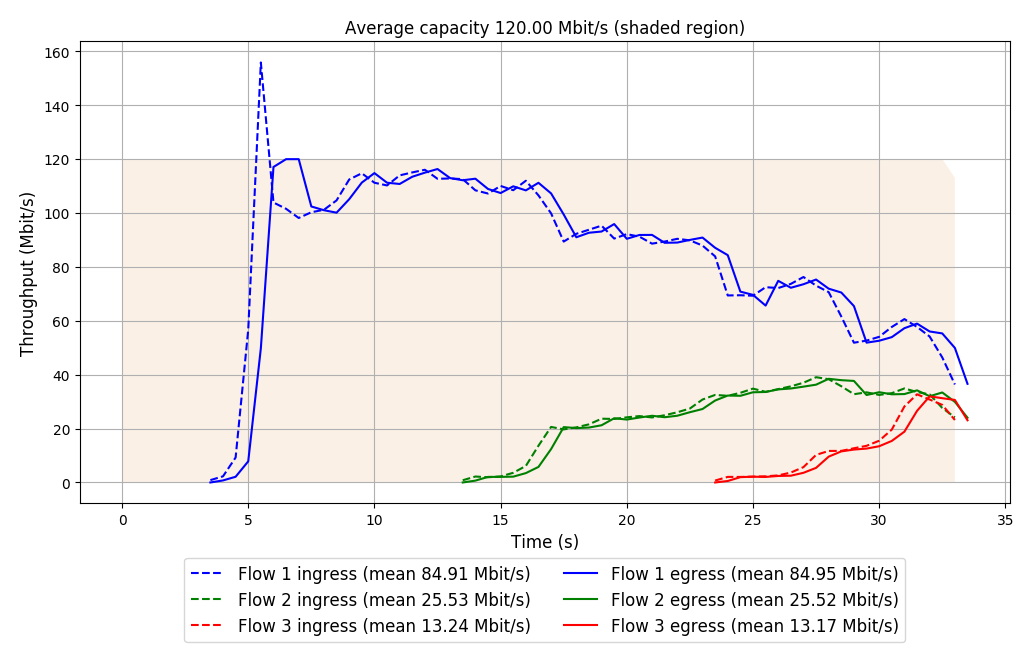 Average capacity 120.00 Mbit/s (shaded region)
160
140
120
100
80
60
40
20
0
Throughput (Mbit/s)
0 5 10 15 20 25 30 35
Time (s)
Flow 1 ingress (mean 84.91 Mbit/s) Flow 1 egress (mean 84.95 Mbit/s)
Flow 2 ingress (mean 25.53 Mbit/s) Flow 2 egress (mean 25.52 Mbit/s)
Flow 3 ingress (mean 13.24 Mbit/s) Flow 3 egress (mean 13.17 Mbit/s)